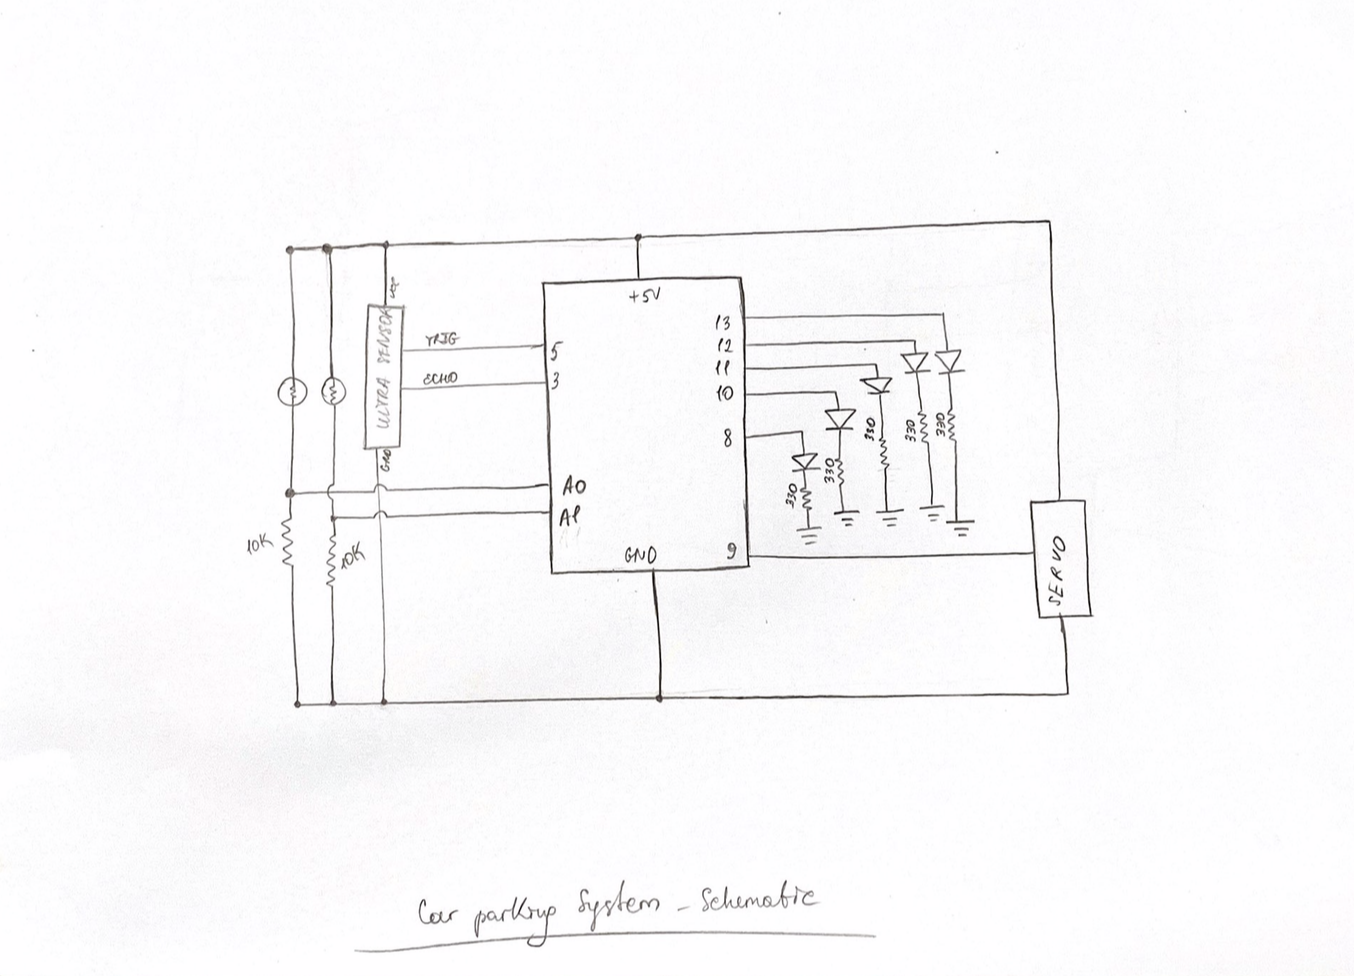 +5V
13
12
11
10
8
9
VCC
ULTRA SENSOR
GND
TRIG
ECHO
5
3
A0
A1
GND
10K
10K
330
330
330
330
330
SERVO
Car parking System - Schematic